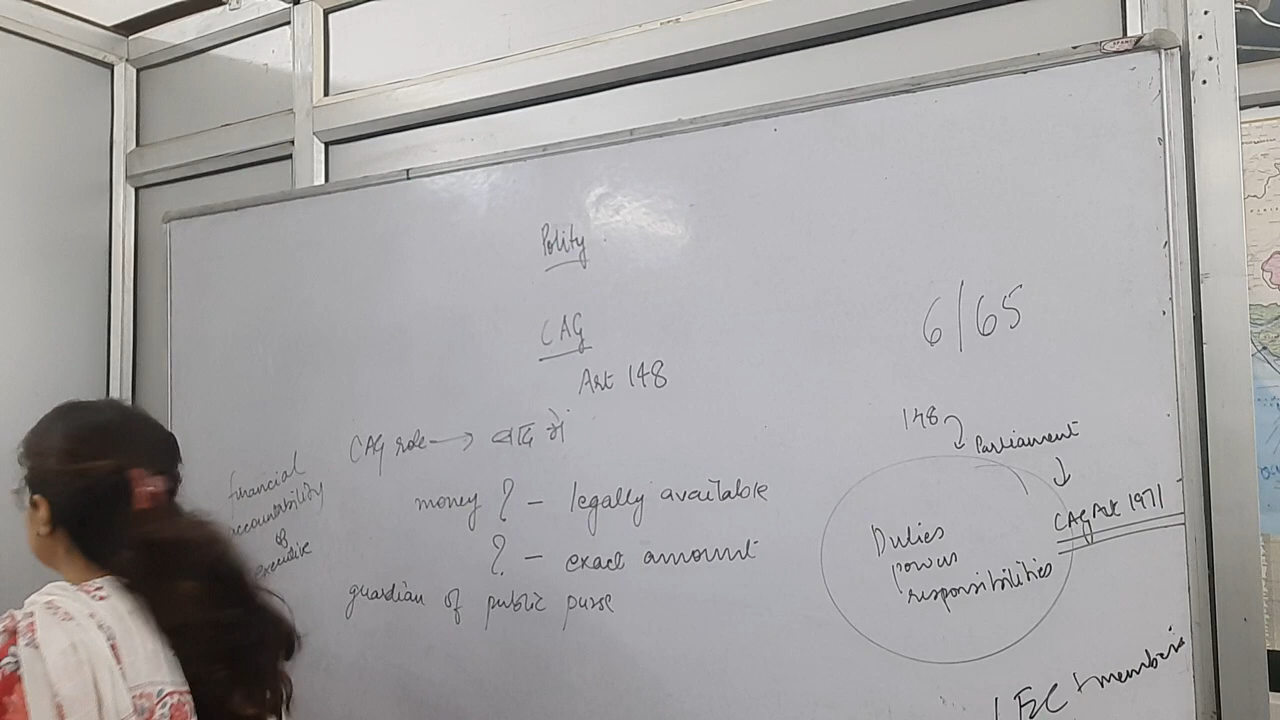 Polity
CAG
Art 148
CAG role → बाद में
money ? – legally available
? – exact amount
guardian of public purse
financial
accountability
of
executive
6/65
148
Parliament
CAG Act 1971
Duties
powers
responsibilities
FEC + members